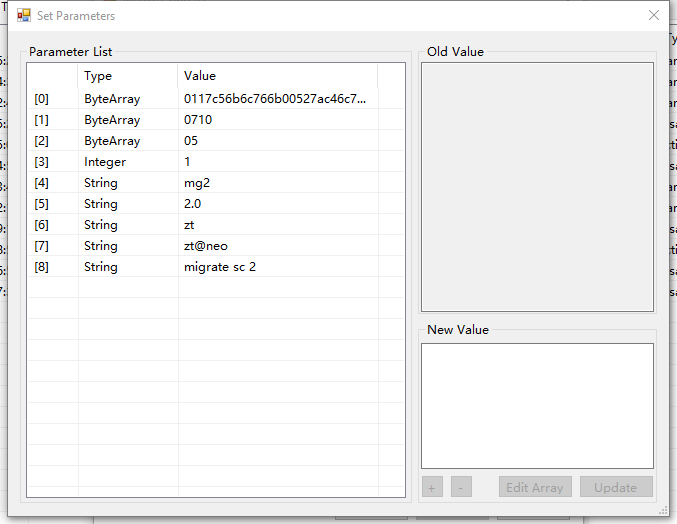 Set Parameters
Parameter List
Type Value
[0] ByteArray 0117c56b6c766b00527ac46c7...
[1] ByteArray 0710
[2] ByteArray 05
[3] Integer 1
[4] String mg2
[5] String 2.0
[6] String zt
[7] String zt@neo
[8] String migrate sc 2
Old Value
New Value
+ - Edit Array Update